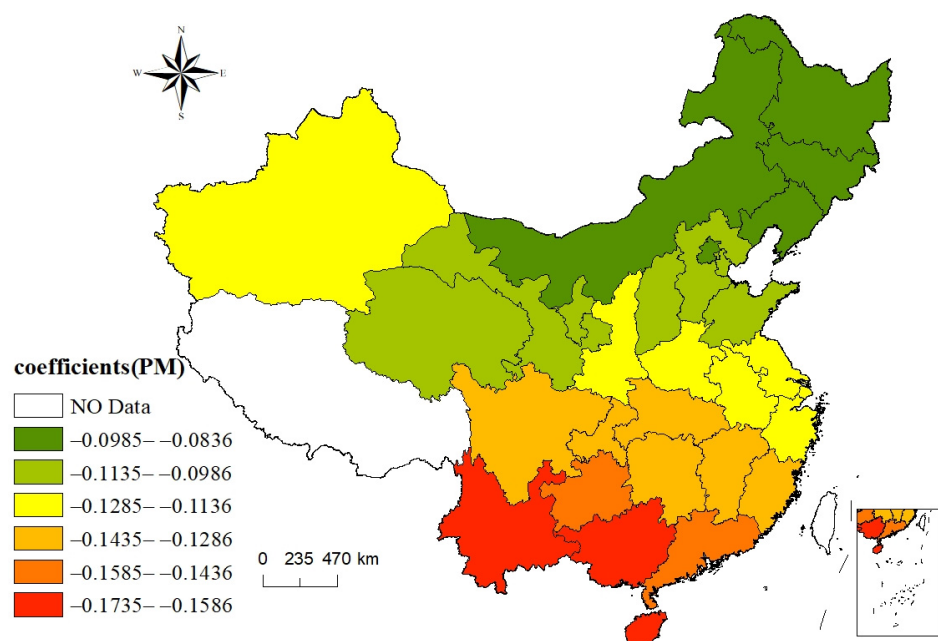 N
W E
S
coefficients(PM)
NO Data
–0.0985– –0.0836
–0.1135– –0.0986
–0.1285– –0.1136
–0.1435– –0.1286
–0.1585– –0.1436
–0.1735– –0.1586
0 235 470 km